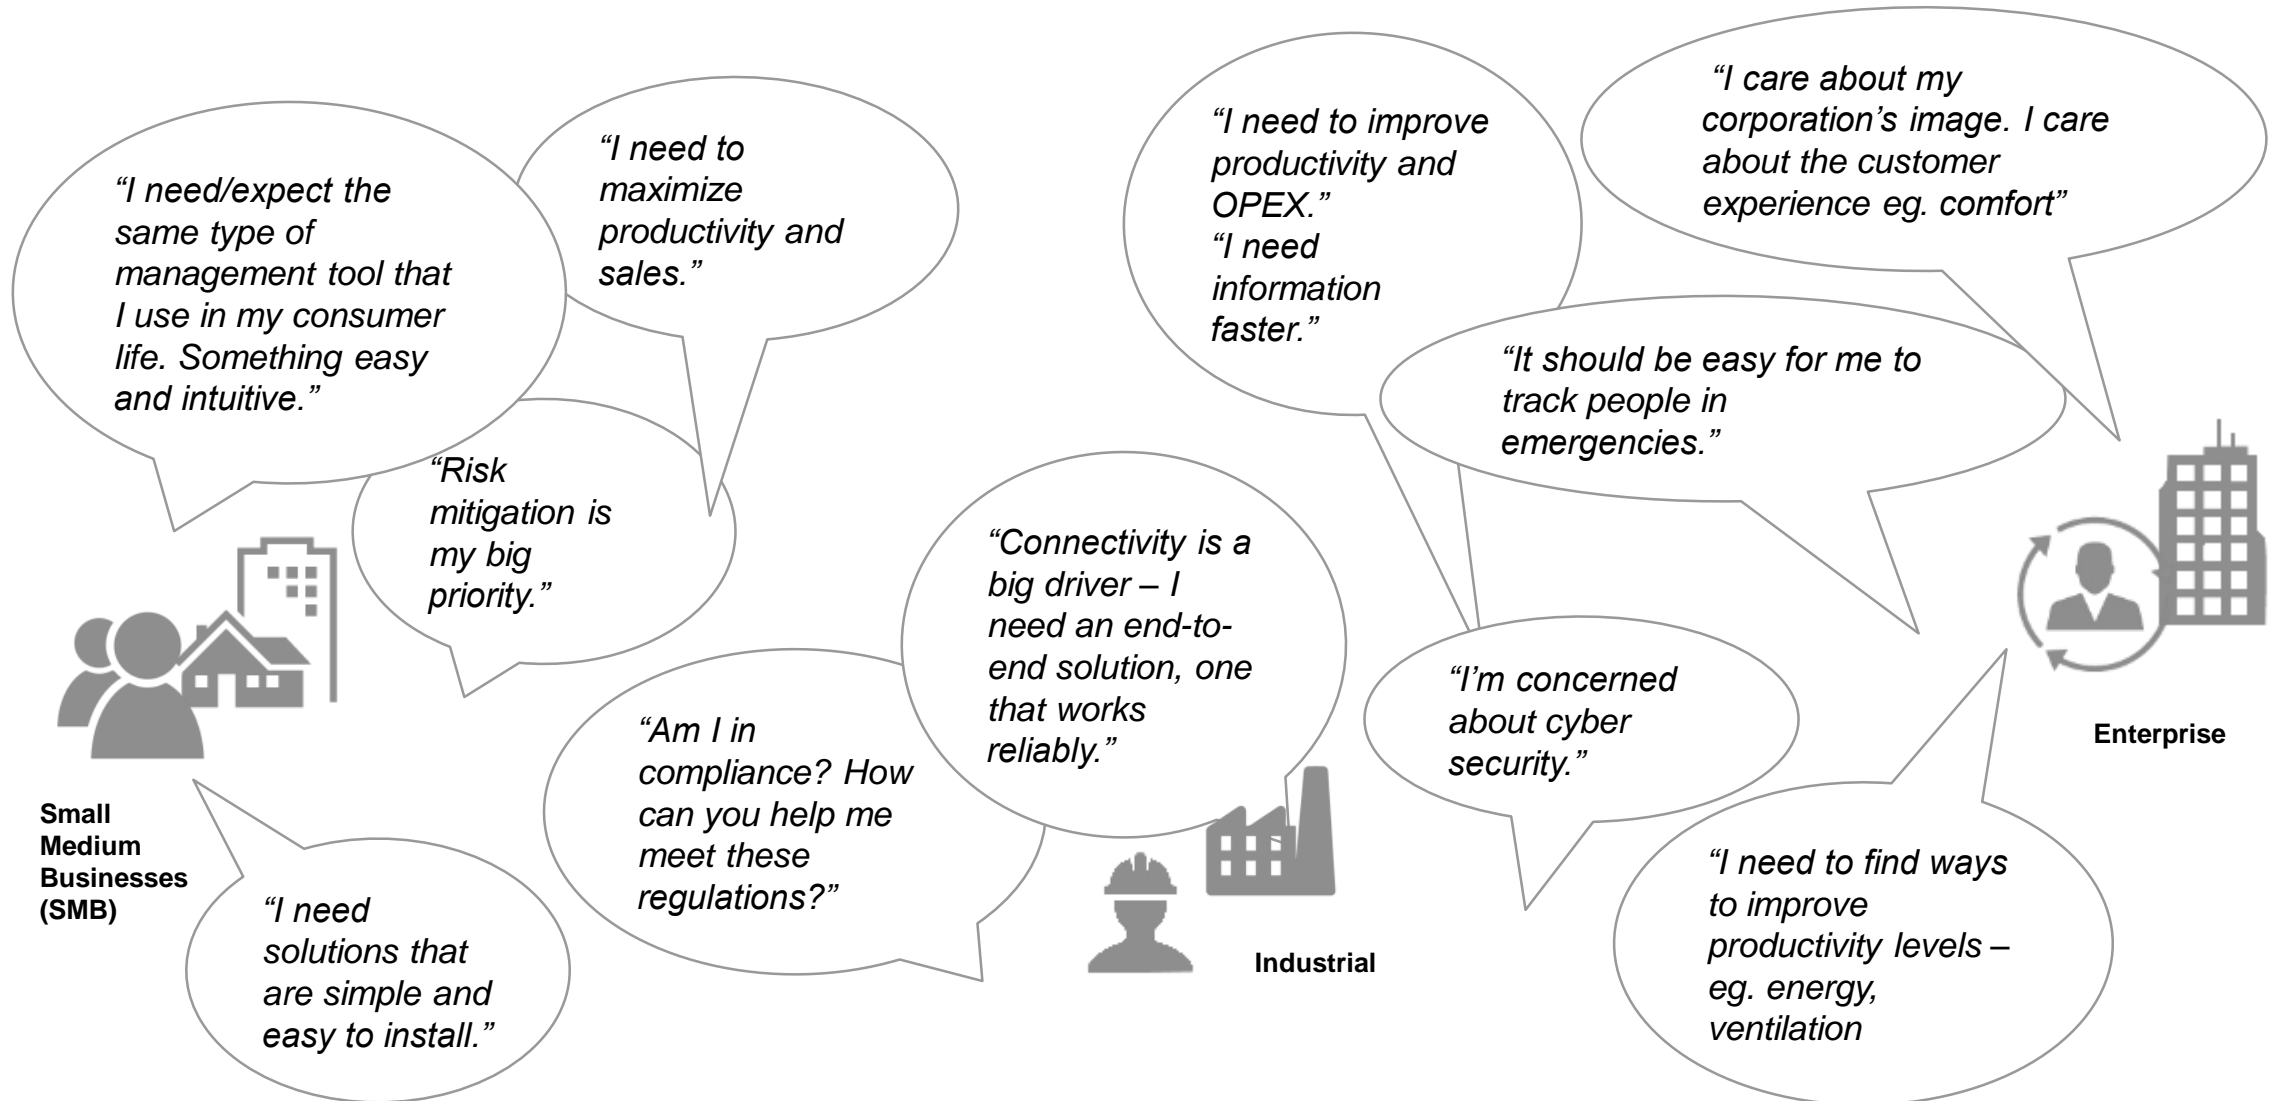 “I need/expect the
same type of
management tool that
I use in my consumer
life. Something easy
and intuitive.”
“I need to
maximize
productivity and
sales.”
“Risk
mitigation is
my big
priority.”
Small
Medium
Businesses
(SMB)
“I need
solutions that
are simple and
easy to install.”
“Am I in
compliance? How
can you help me
meet these
regulations?”
“Connectivity is a
big driver – I
need an end-to-
end solution, one
that works
reliably.”
Industrial
“I need to improve
productivity and
OPEX.”
“I need
information
faster.”
“I’m concerned
about cyber
security.”
“I care about my
corporation’s image. I care
about the customer
experience eg. comfort”
“It should be easy for me to
track people in
emergencies.”
Enterprise
“I need to find ways
to improve
productivity levels –
eg. energy,
ventilation